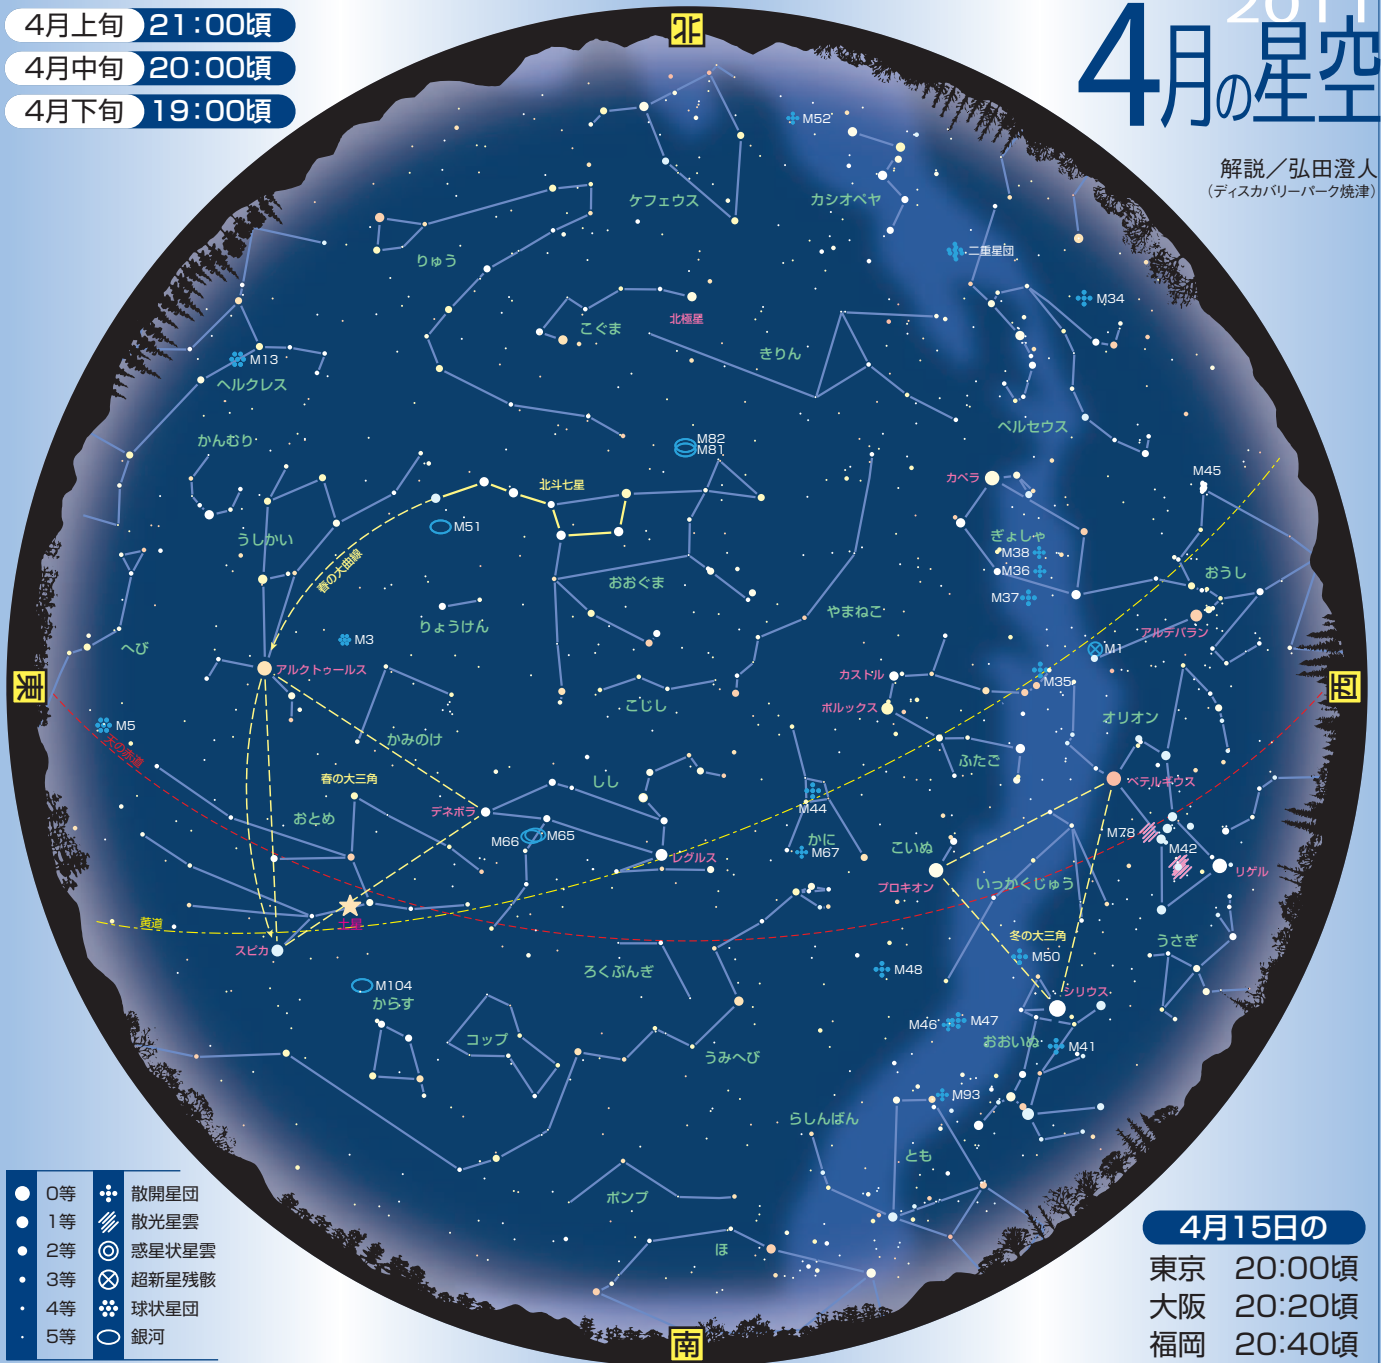 4月上旬 21:00頃
4月中旬 20:00頃
4月下旬 19:00頃
2011
4月の星空
解説／弘田澄人
（ディスカバリーパーク焼津）
北
M52
ケフェウス
カシオペヤ
りゅう
二重星団
M34
北極星
こぐま
きりん
M13
ヘルクレス
かんむり
ペルセウス
M82
M81
カペラ
M45
北斗七星
M51
うしかい
ぎょしゃ
M38
M36
M37
春の大曲線
おおぐま
おうし
やまねこ
りょうけん
アルデバラン
M3
へび
M1
アルクトゥールス
カストル
M35
東
西
こじし
ポルックス
オリオン
M5
天の赤道
かみのけ
ふたご
春の大三角
しし
ベテルギウス
デネボラ
M44
おとめ
M66
M65
かに
M67
M78
M42
こいぬ
レグルス
リゲル
プロキオン
いっかくじゅう
黄道
土星
冬の大三角
うさぎ
スピカ
M50
ろくぶんぎ
M48
M104
シリウス
からす
M46
M47
コップ
おおいぬ
M41
うみへび
M93
らしんばん
とも
ポンプ
ほ
南
0等 散開星団
1等 散光星雲
2等 惑星状星雲
3等 超新星残骸
4等 球状星団
5等 銀河
4月15日の
東京 20:00頃
大阪 20:20頃
福岡 20:40頃